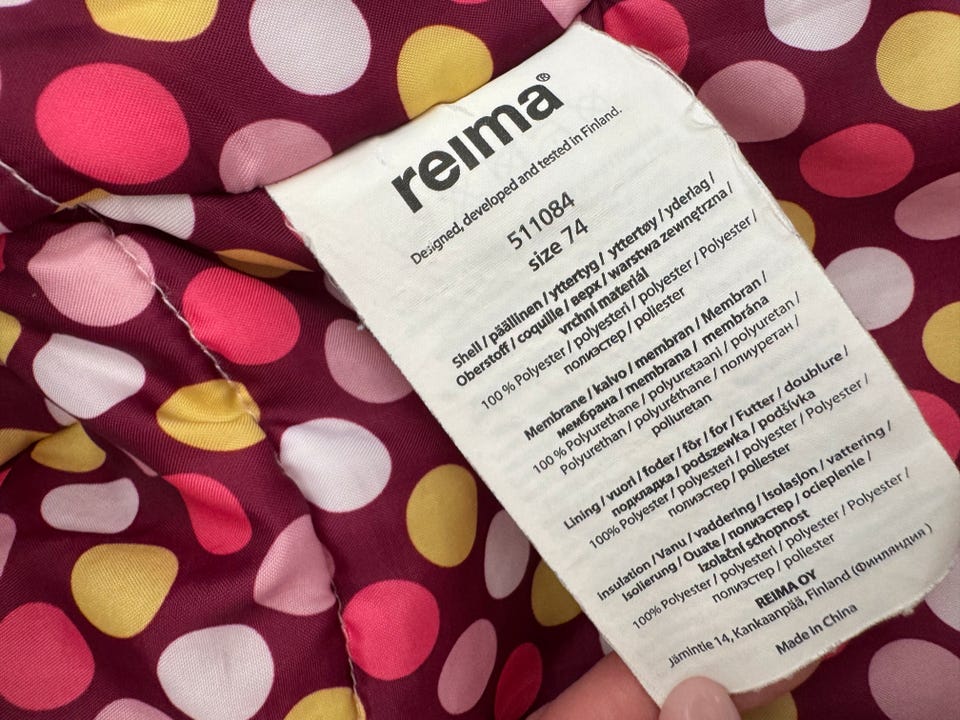 reima®
Designed, developed and tested in Finland.
511084
size 74
Shell / päällinen / yttertyg / yttertøy / yderlag /
Oberstoff / coquille / верх / warstwa zewnętrzna /
vrchní materiál
100 % Polyester / polyesteri / polyester / Polyester /
полиэстер / poliester
Membrane / kalvo / membran / Membran /
мембрана / membrana / membrána
100 % Polyurethane / polyuretaani / polyuretan /
Polyurethan / polyuréthane / полиуретан /
poliuretan
Lining / vuori / foder / fôr / for / Futter / doublure /
подкладка / podszewka / podšívka
100% Polyester / polyesteri / polyester / Polyester /
полиэстер / poliester
Insulation / Vanu / vaddering / Isolasjon / vattering /
Isolierung / Ouate / полиэстер / ocieplenie /
Izolační schopnost
100% Polyester / polyesteri / polyester / Polyester /
полиэстер / poliester
REIMA OY
Jämintie 14, Kankaanpää, Finland (Финляндия )
Made in China